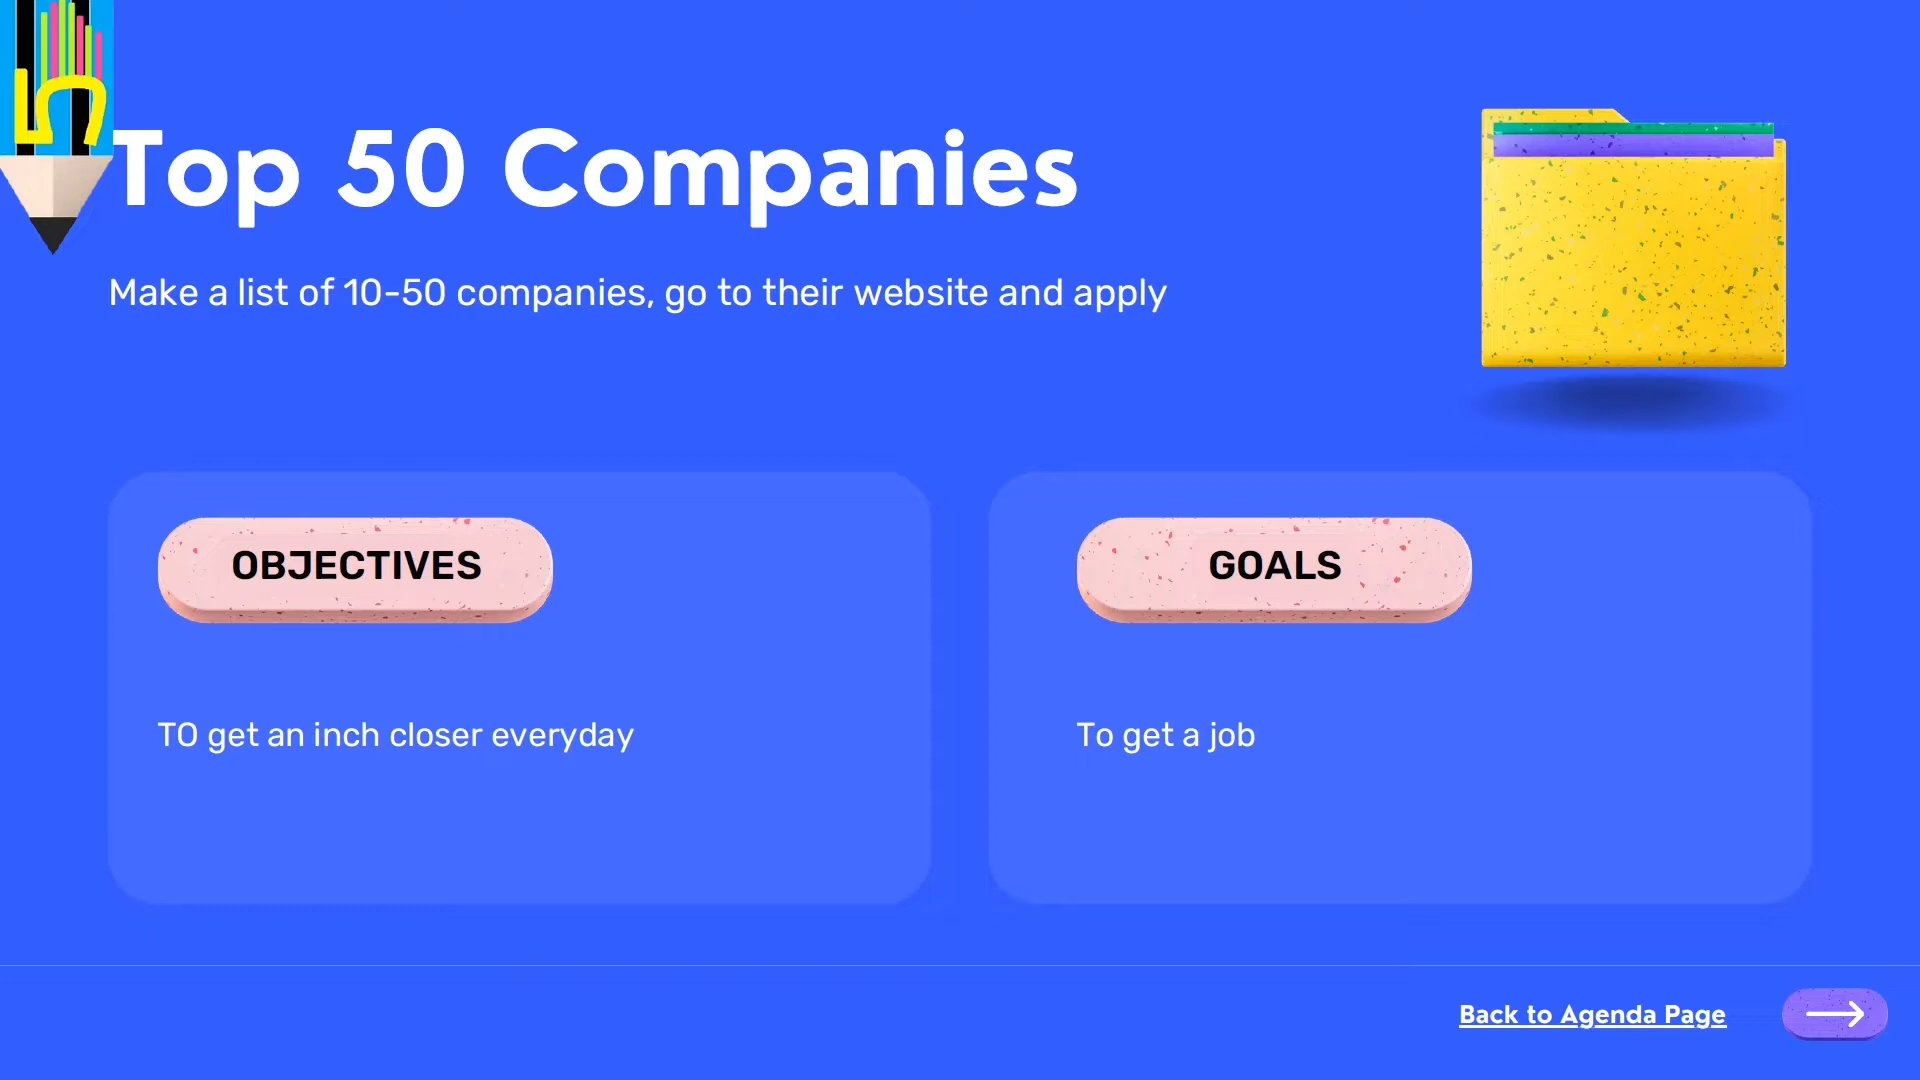 Top 50 Companies
Make a list of 10-50 companies, go to their website and apply
OBJECTIVES
TO get an inch closer everyday
GOALS
To get a job
Back to Agenda Page